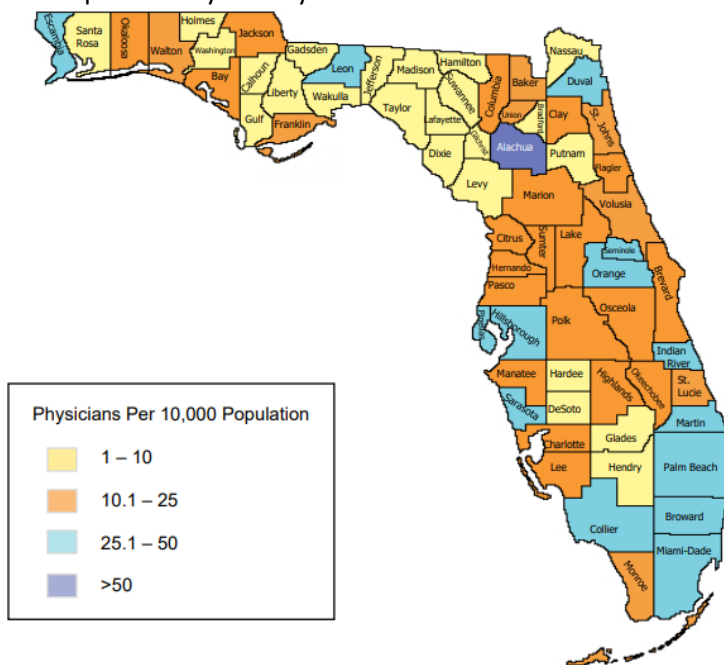 Escambia
Santa
Rosa
Okaloosa
Walton
Holmes
Washington
Bay
Jackson
Calhoun
Gulf
Liberty
Gadsden
Franklin
Leon
Wakulla
Jefferson
Madison
Taylor
Hamilton
Suwannee
Lafayette
Dixie
Columbia
Gilchrist
Levy
Baker
Union
Bradford
Alachua
Nassau
Duval
Clay
St. Johns
Putnam
Flagler
Marion
Volusia
Citrus
Sumter
Lake
Hernando
Pasco
Seminole
Orange
Brevard
Pinellas
Hillsborough
Polk
Osceola
Indian
River
Manatee
Hardee
Highlands
Okeechobee
St.
Lucie
Sarasota
DeSoto
Martin
Charlotte
Glades
Lee
Hendry
Palm Beach
Collier
Broward
Monroe
Miami-Dade
Physicians Per 10,000 Population
1 – 10
10.1 – 25
25.1 – 50
>50